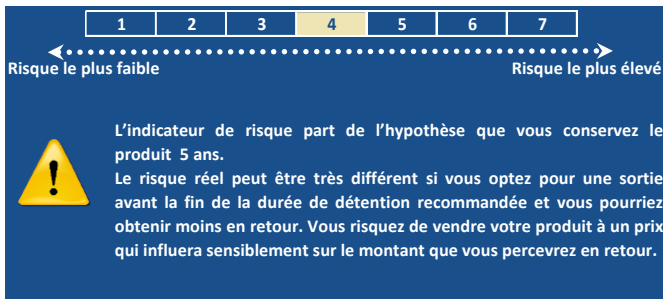 1 2 3 4 5 6 7
Risque le plus faible Risque le plus élevé
L’indicateur de risque part de l’hypothèse que vous conservez le
produit 5 ans.
Le risque réel peut être très différent si vous optez pour une sortie
avant la fin de la durée de détention recommandée et vous pourriez
obtenir moins en retour. Vous risquez de vendre votre produit à un prix
qui influera sensiblement sur le montant que vous percevrez en retour.